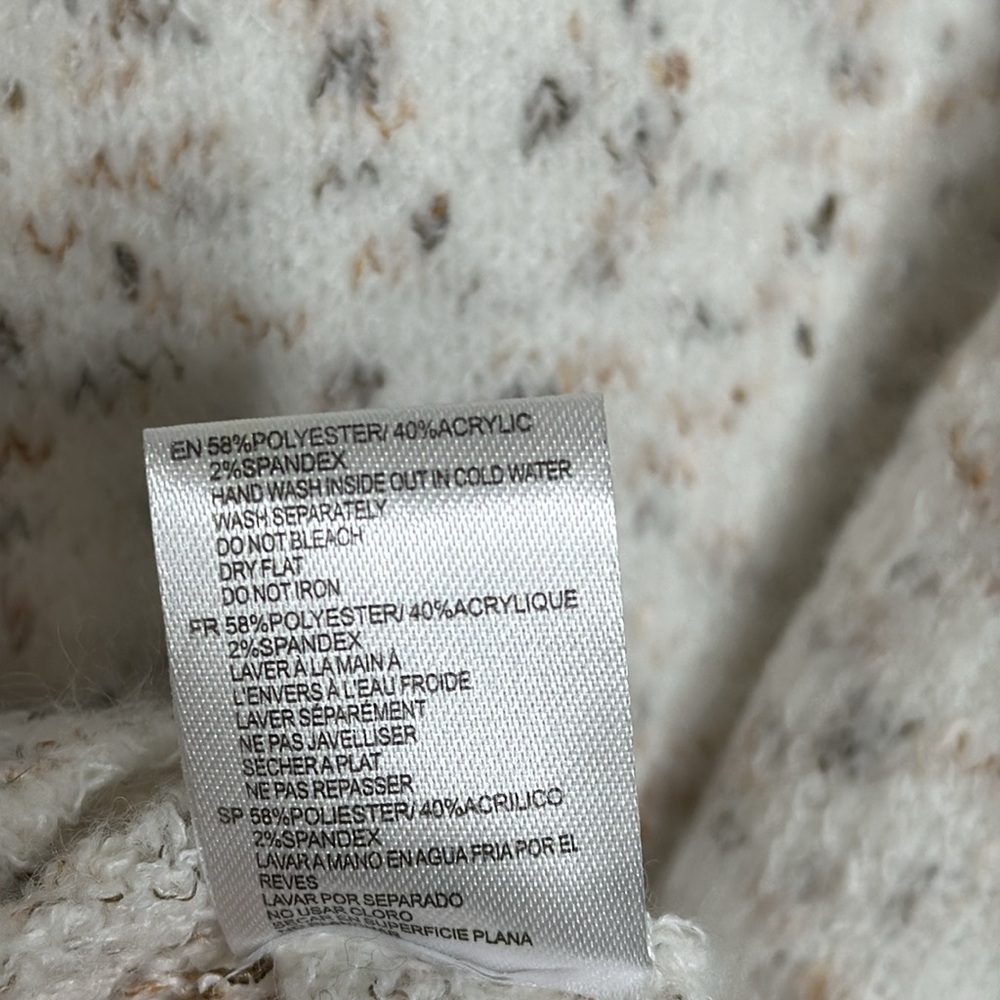 EN 58%POLYESTER/ 40%ACRYLIC
2%SPANDEX
HAND WASH INSIDE OUT IN COLD WATER
WASH SEPARATELY
DO NOT BLEACH
DRY FLAT
DO NOT IRON
FR 58%POLYESTER/ 40%ACRYLIQUE
2%SPANDEX
LAVER À LA MAIN À
L'ENVERS À L'EAU FROIDE
LAVER SÉPARÉMENT
NE PAS JAVELLISER
SÉCHER A PLAT
NE PAS REPASSER
SP 58%POLIESTER/ 40%ACRILICO
2%SPANDEX
LAVAR A MANO EN AGUA FRIA POR EL
REVES
LAVAR POR SEPARADO
NO USAR CLORO
SECAR EN SUPERFICIE PLANA